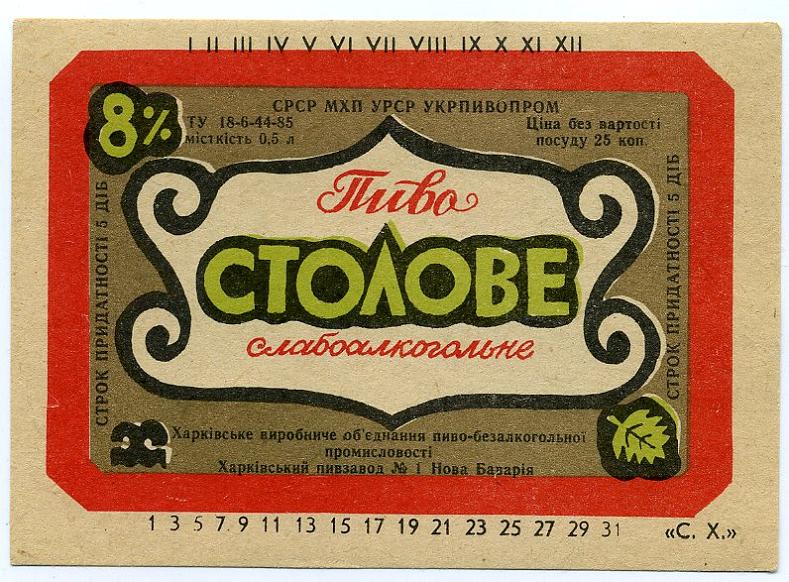 I II III IV V VI VII VIII IX X XI XII
8%
СРСР МХП УРСР УКРПИВОПРОМ
ТУ 18-6-44-85
місткість 0,5 л
Ціна без вартості
посуду 25 коп.
СТРОК ПРИДАТНОСТІ 5 ДІБ
Пиво
СТОЛОВЕ
слабоалкогольне
СТРОК ПРИДАТНОСТІ 5 ДІБ
Харківське виробниче об'єднання пиво-безалкогольної
промисловості
Харківський пивзавод № 1 Нова Баварія
1 3 5 7 9 11 13 15 17 19 21 23 25 27 29 31
«С. Х.»